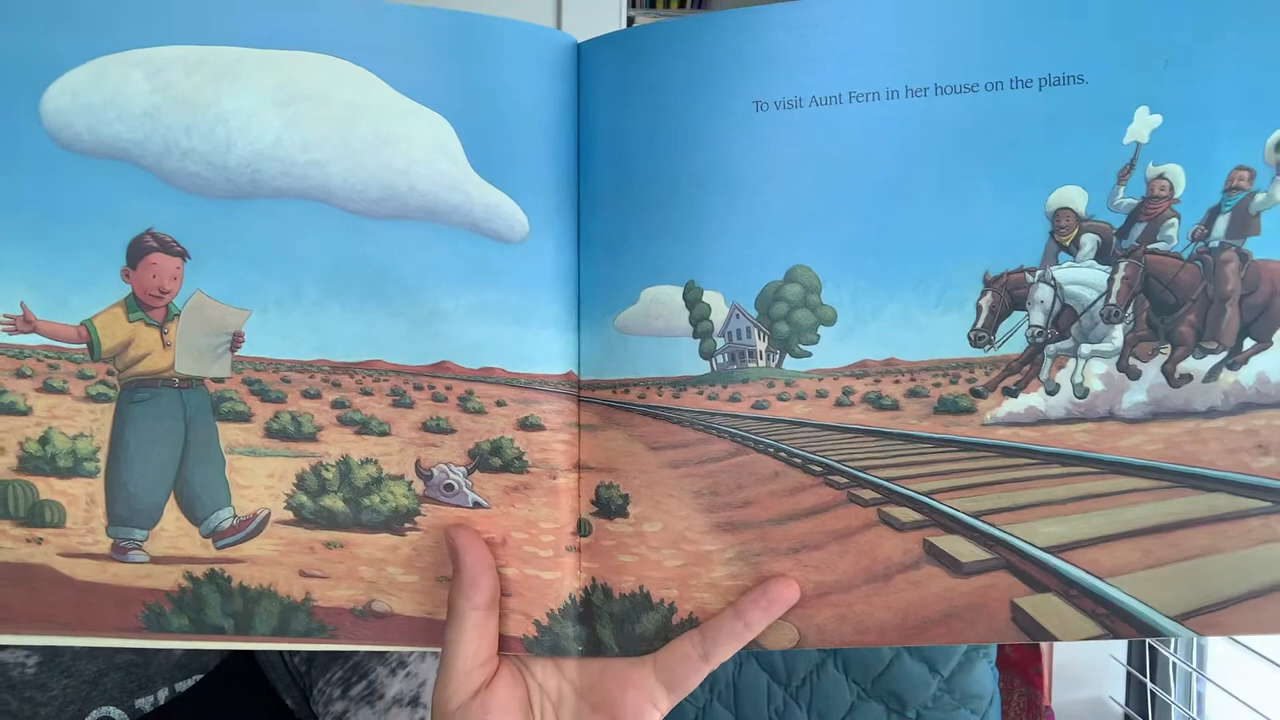 To visit Aunt Fern in her house on the plains.